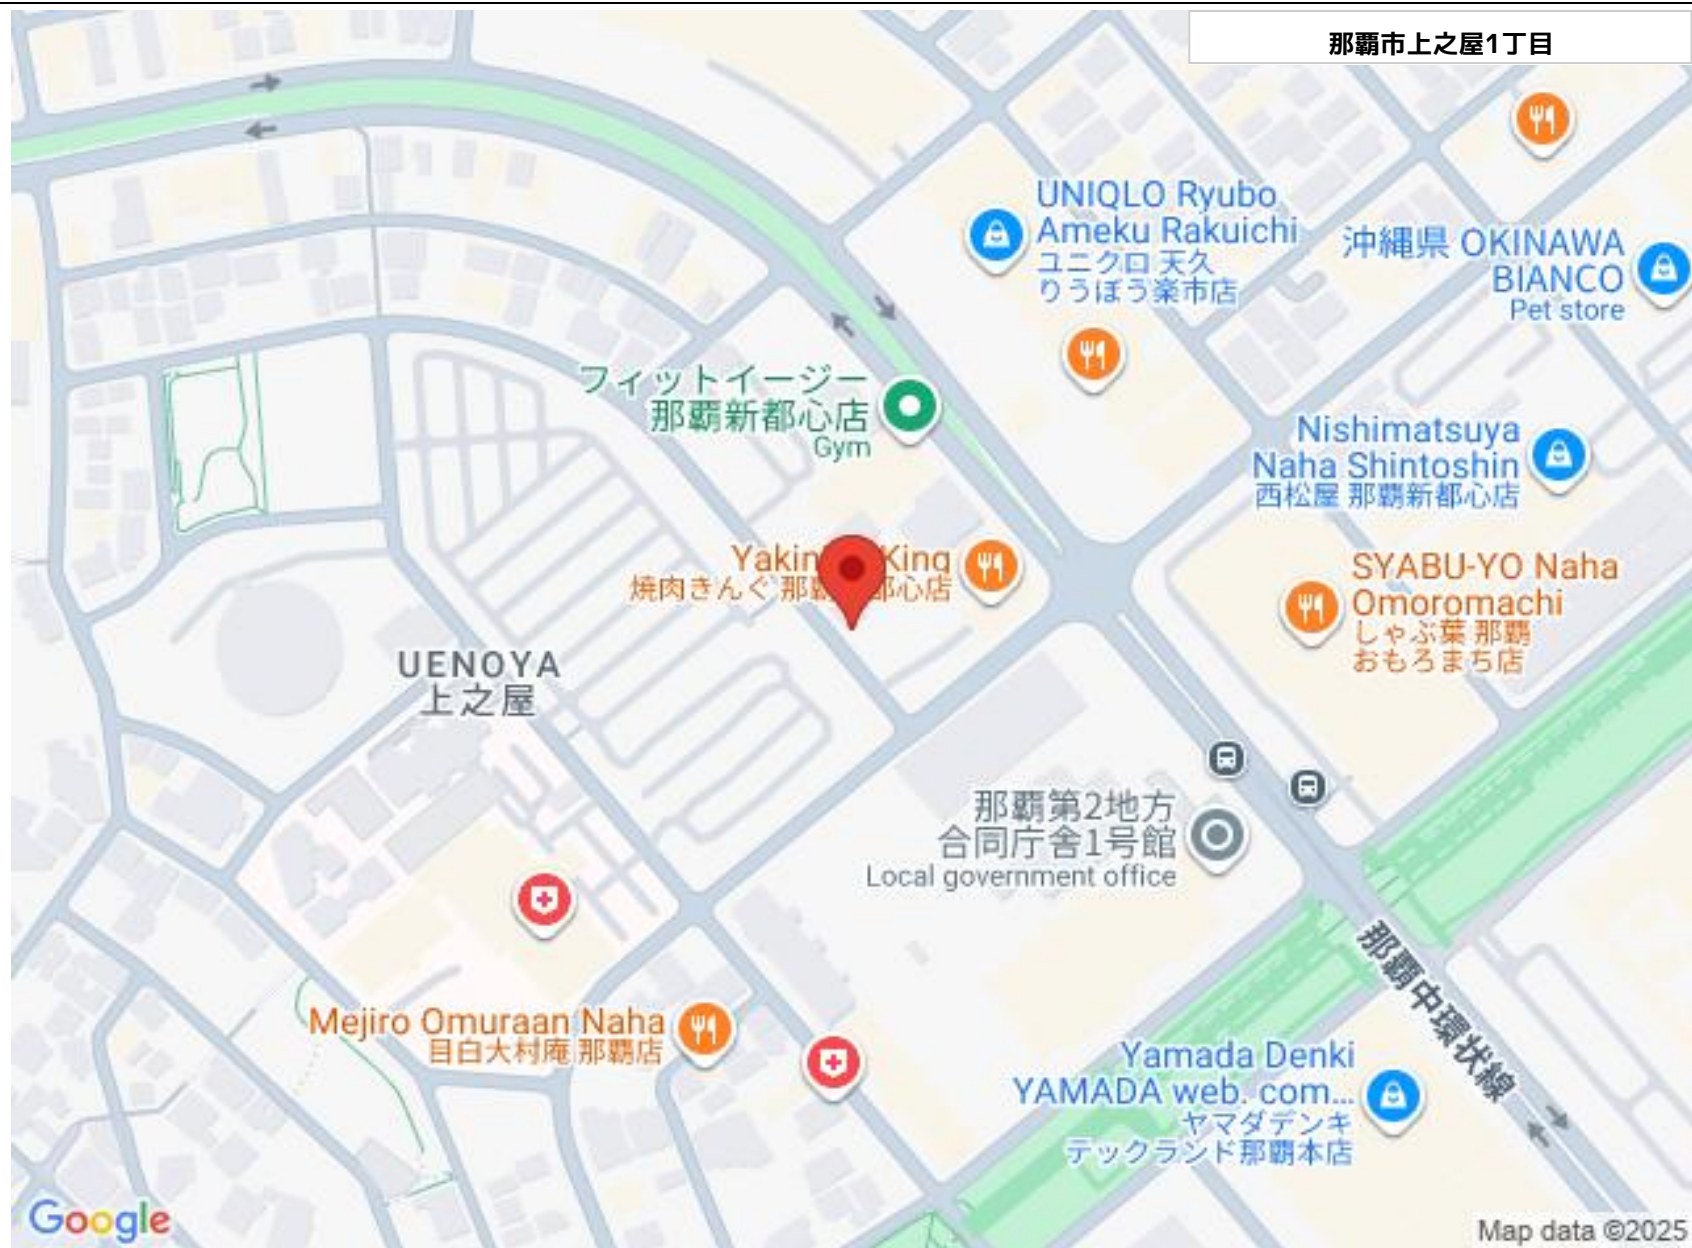 那覇市上之屋1丁目
UNIQLO Ryubo
Ameku Rakuichi
ユニクロ 天久
りうぼう楽市店
沖縄県 OKINAWA
BIANCO
Pet store
フィットイージー
那覇新都心店
Gym
Nishimatsuya
Naha Shintoshin
西松屋 那覇新都心店
King
焼肉きんぐ 那覇 都心店
SYABU-YO Naha
Omoromachi
しゃぶ葉 那覇
おもろまち店
UENOYA
上之屋
那覇第2地方
合同庁舎1号館
Local government office
那覇中環状線
Mejiro Omuraan Naha
目白大村庵 那覇店
Yamada Denki
YAMADA web. com...
ヤマダデンキ
テックランド那覇本店
Google
Map data ©2025